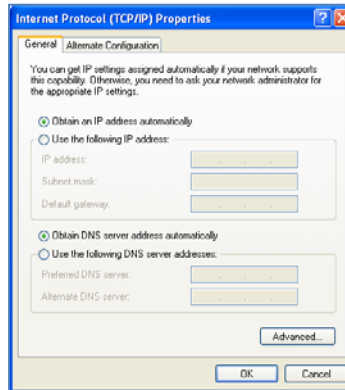 Internet Protocol (TCP/IP) Properties
General
Alternate Configuration
You can get IP settings assigned automatically if your network supports
this capability. Otherwise, you need to ask your network administrator for
the appropriate IP settings.
Obtain an IP address automatically
Use the following IP address:
IP address:
Subnet mask:
Default gateway:
Obtain DNS server address automatically
Use the following DNS server addresses:
Preferred DNS server:
Alternate DNS server:
Advanced...
OK
Cancel